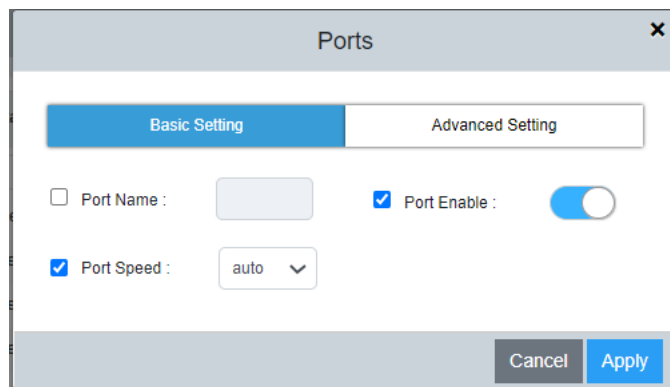 Ports
Basic Setting
Advanced Setting
Port Name :
Port Enable :
Port Speed :
auto
Cancel
Apply